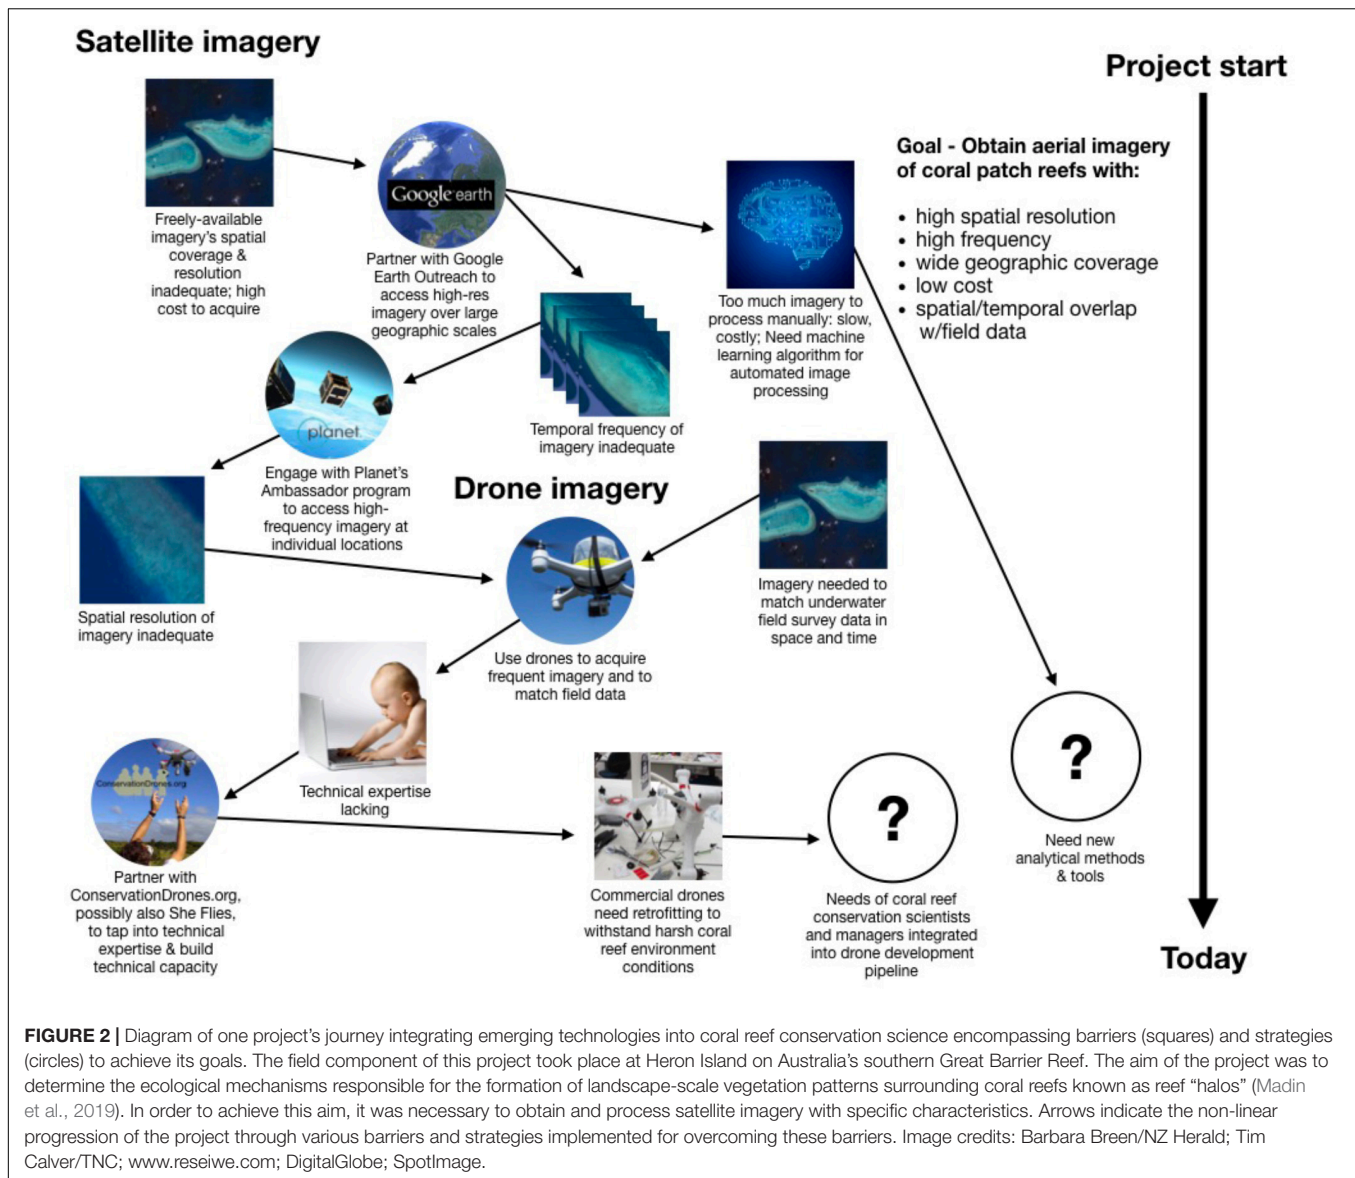 Satellite imagery
Project start
Freely-available
imagery's spatial
coverage &
resolution
inadequate; high
cost to acquire
Google earth
Partner with Google
Earth Outreach to
access high-res
imagery over large
geographic scales
Too much imagery to
process manually: slow,
costly; Need machine
learning algorithm for
automated image
processing
Goal - Obtain aerial imagery
of coral patch reefs with:
• high spatial resolution
• high frequency
• wide geographic coverage
• low cost
• spatial/temporal overlap
w/field data
planet.
Engage with Planet's
Ambassador program
to access high-
frequency imagery at
individual locations
Temporal frequency of
imagery inadequate
Drone imagery
Spatial resolution of
imagery inadequate
Use drones to acquire
frequent imagery and to
match field data
Imagery needed to
match underwater
field survey data in
space and time
Technical expertise
lacking
ConservationDrones.org
Partner with
ConservationDrones.org,
possibly also She Flies,
to tap into technical
expertise & build
technical capacity
Commercial drones
need retrofitting to
withstand harsh coral
reef environment
conditions
?
Needs of coral reef
conservation scientists
and managers integrated
into drone development
pipeline
?
Need new
analytical methods
& tools
Today
FIGURE 2 | Diagram of one project's journey integrating emerging technologies into coral reef conservation science encompassing barriers (squares) and strategies
(circles) to achieve its goals. The field component of this project took place at Heron Island on Australia's southern Great Barrier Reef. The aim of the project was to
determine the ecological mechanisms responsible for the formation of landscape-scale vegetation patterns surrounding coral reefs known as reef "halos" (Madin
et al., 2019). In order to achieve this aim, it was necessary to obtain and process satellite imagery with specific characteristics. Arrows indicate the non-linear
progression of the project through various barriers and strategies implemented for overcoming these barriers. Image credits: Barbara Breen/NZ Herald; Tim
Calver/TNC; www.reseiwe.com; DigitalGlobe; SpotImage.